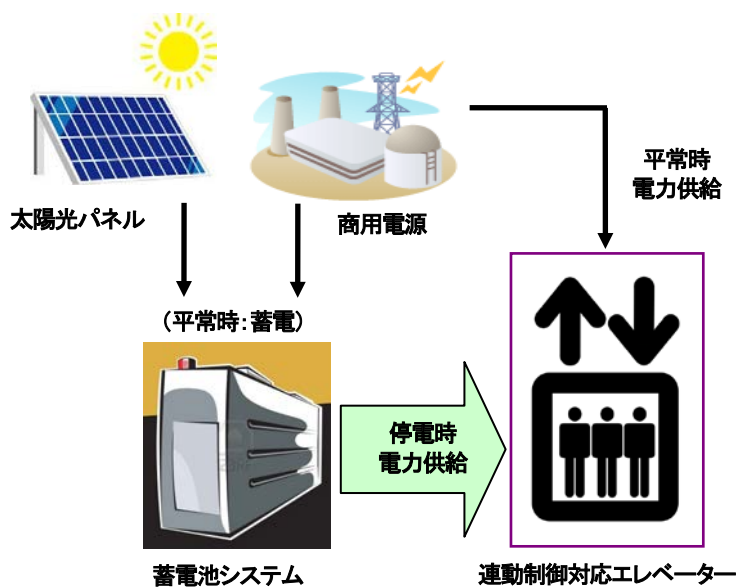 太陽光パネル
商用電源
平常時
電力供給
(平常時:蓄電)
停電時
電力供給
蓄電池システム
連動制御対応エレベーター